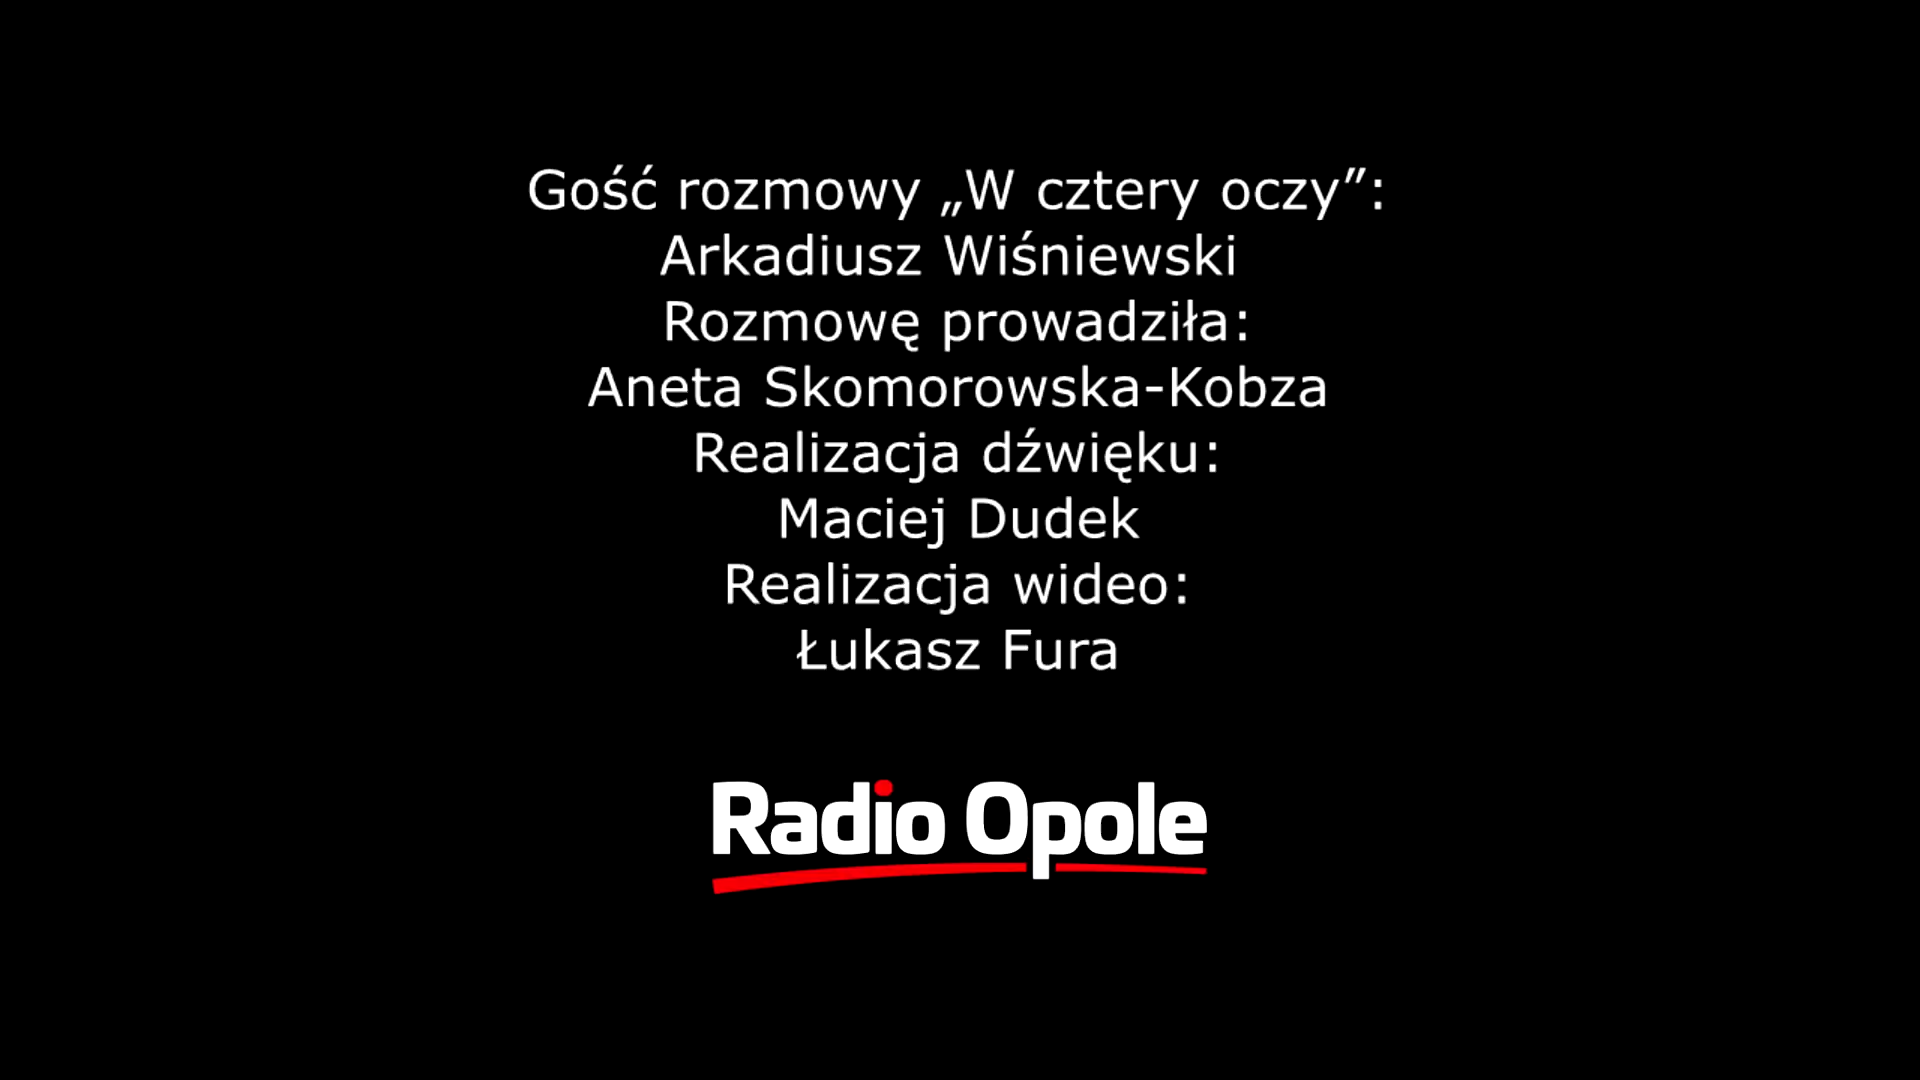 Gość rozmowy „W cztery oczy”:
Arkadiusz Wiśniewski
Rozmowę prowadziła:
Aneta Skomorowska-Kobza
Realizacja dźwięku:
Maciej Dudek
Realizacja wideo:
Łukasz Fura
Radio Opole